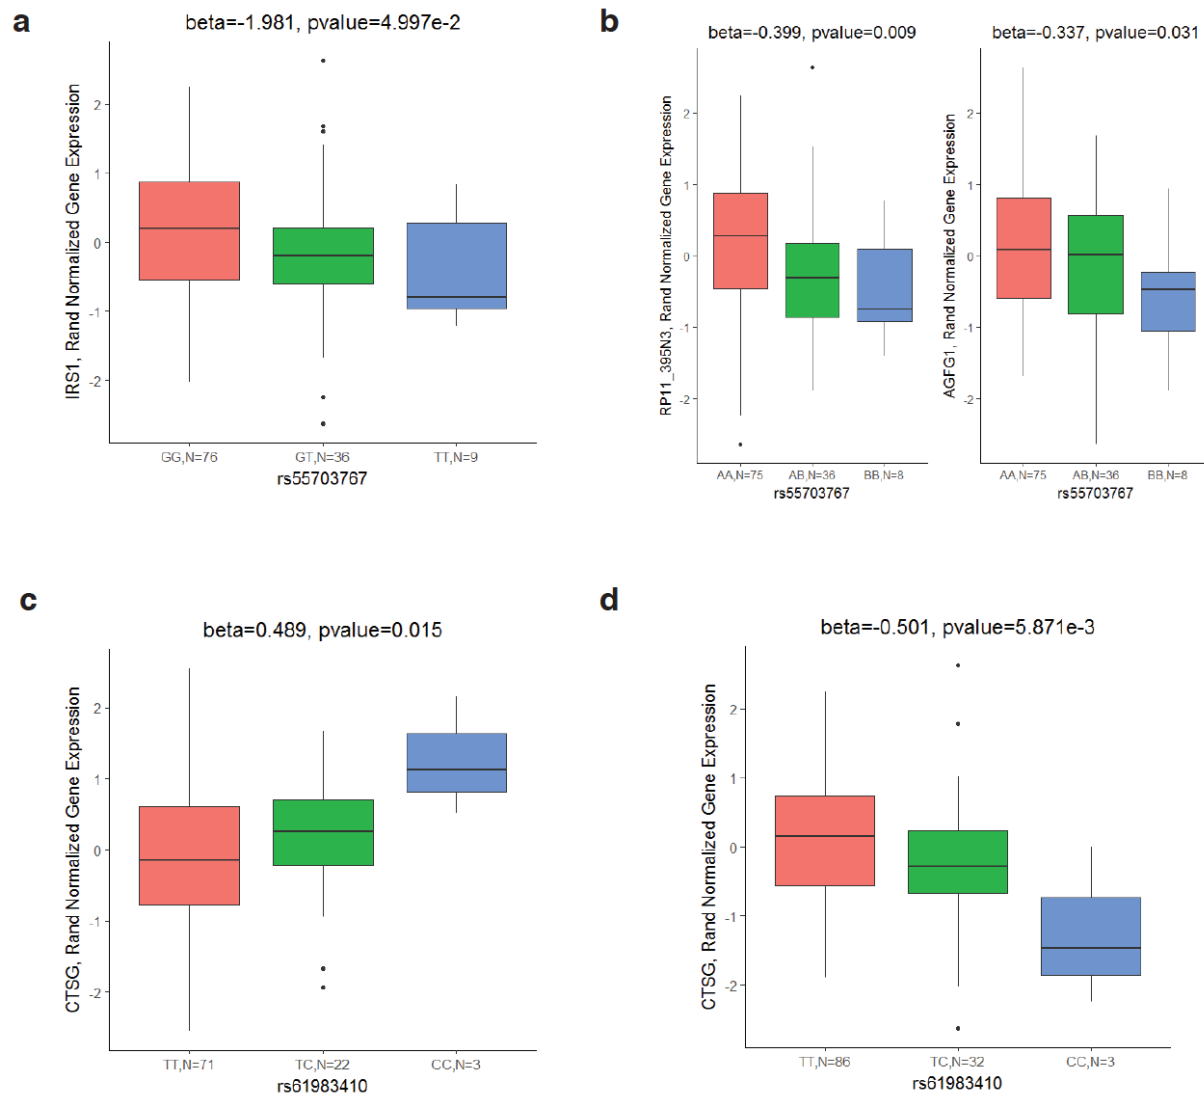 a
beta=-1.981, pvalue=4.997e-2
IRS1, Rand Normalized Gene Expression
2
1
0
-1
-2
GG,N=76 GT,N=36 TT,N=9
rs55703767
b
beta=-0.399, pvalue=0.009
RP11_395N3, Rand Normalized Gene Expression
2
1
0
-1
-2
AA,N=75 AB,N=36 BB,N=8
rs55703767
beta=-0.337, pvalue=0.031
AGFG1, Rand Normalized Gene Expression
2
1
0
-1
-2
AA,N=75 AB,N=36 BB,N=8
rs55703767
c
beta=0.489, pvalue=0.015
CTSG, Rand Normalized Gene Expression
2
1
0
-1
-2
TT,N=71 TC,N=22 CC,N=3
rs61983410
d
beta=-0.501, pvalue=5.871e-3
CTSG, Rand Normalized Gene Expression
2
1
0
-1
-2
TT,N=86 TC,N=32 CC,N=3
rs61983410